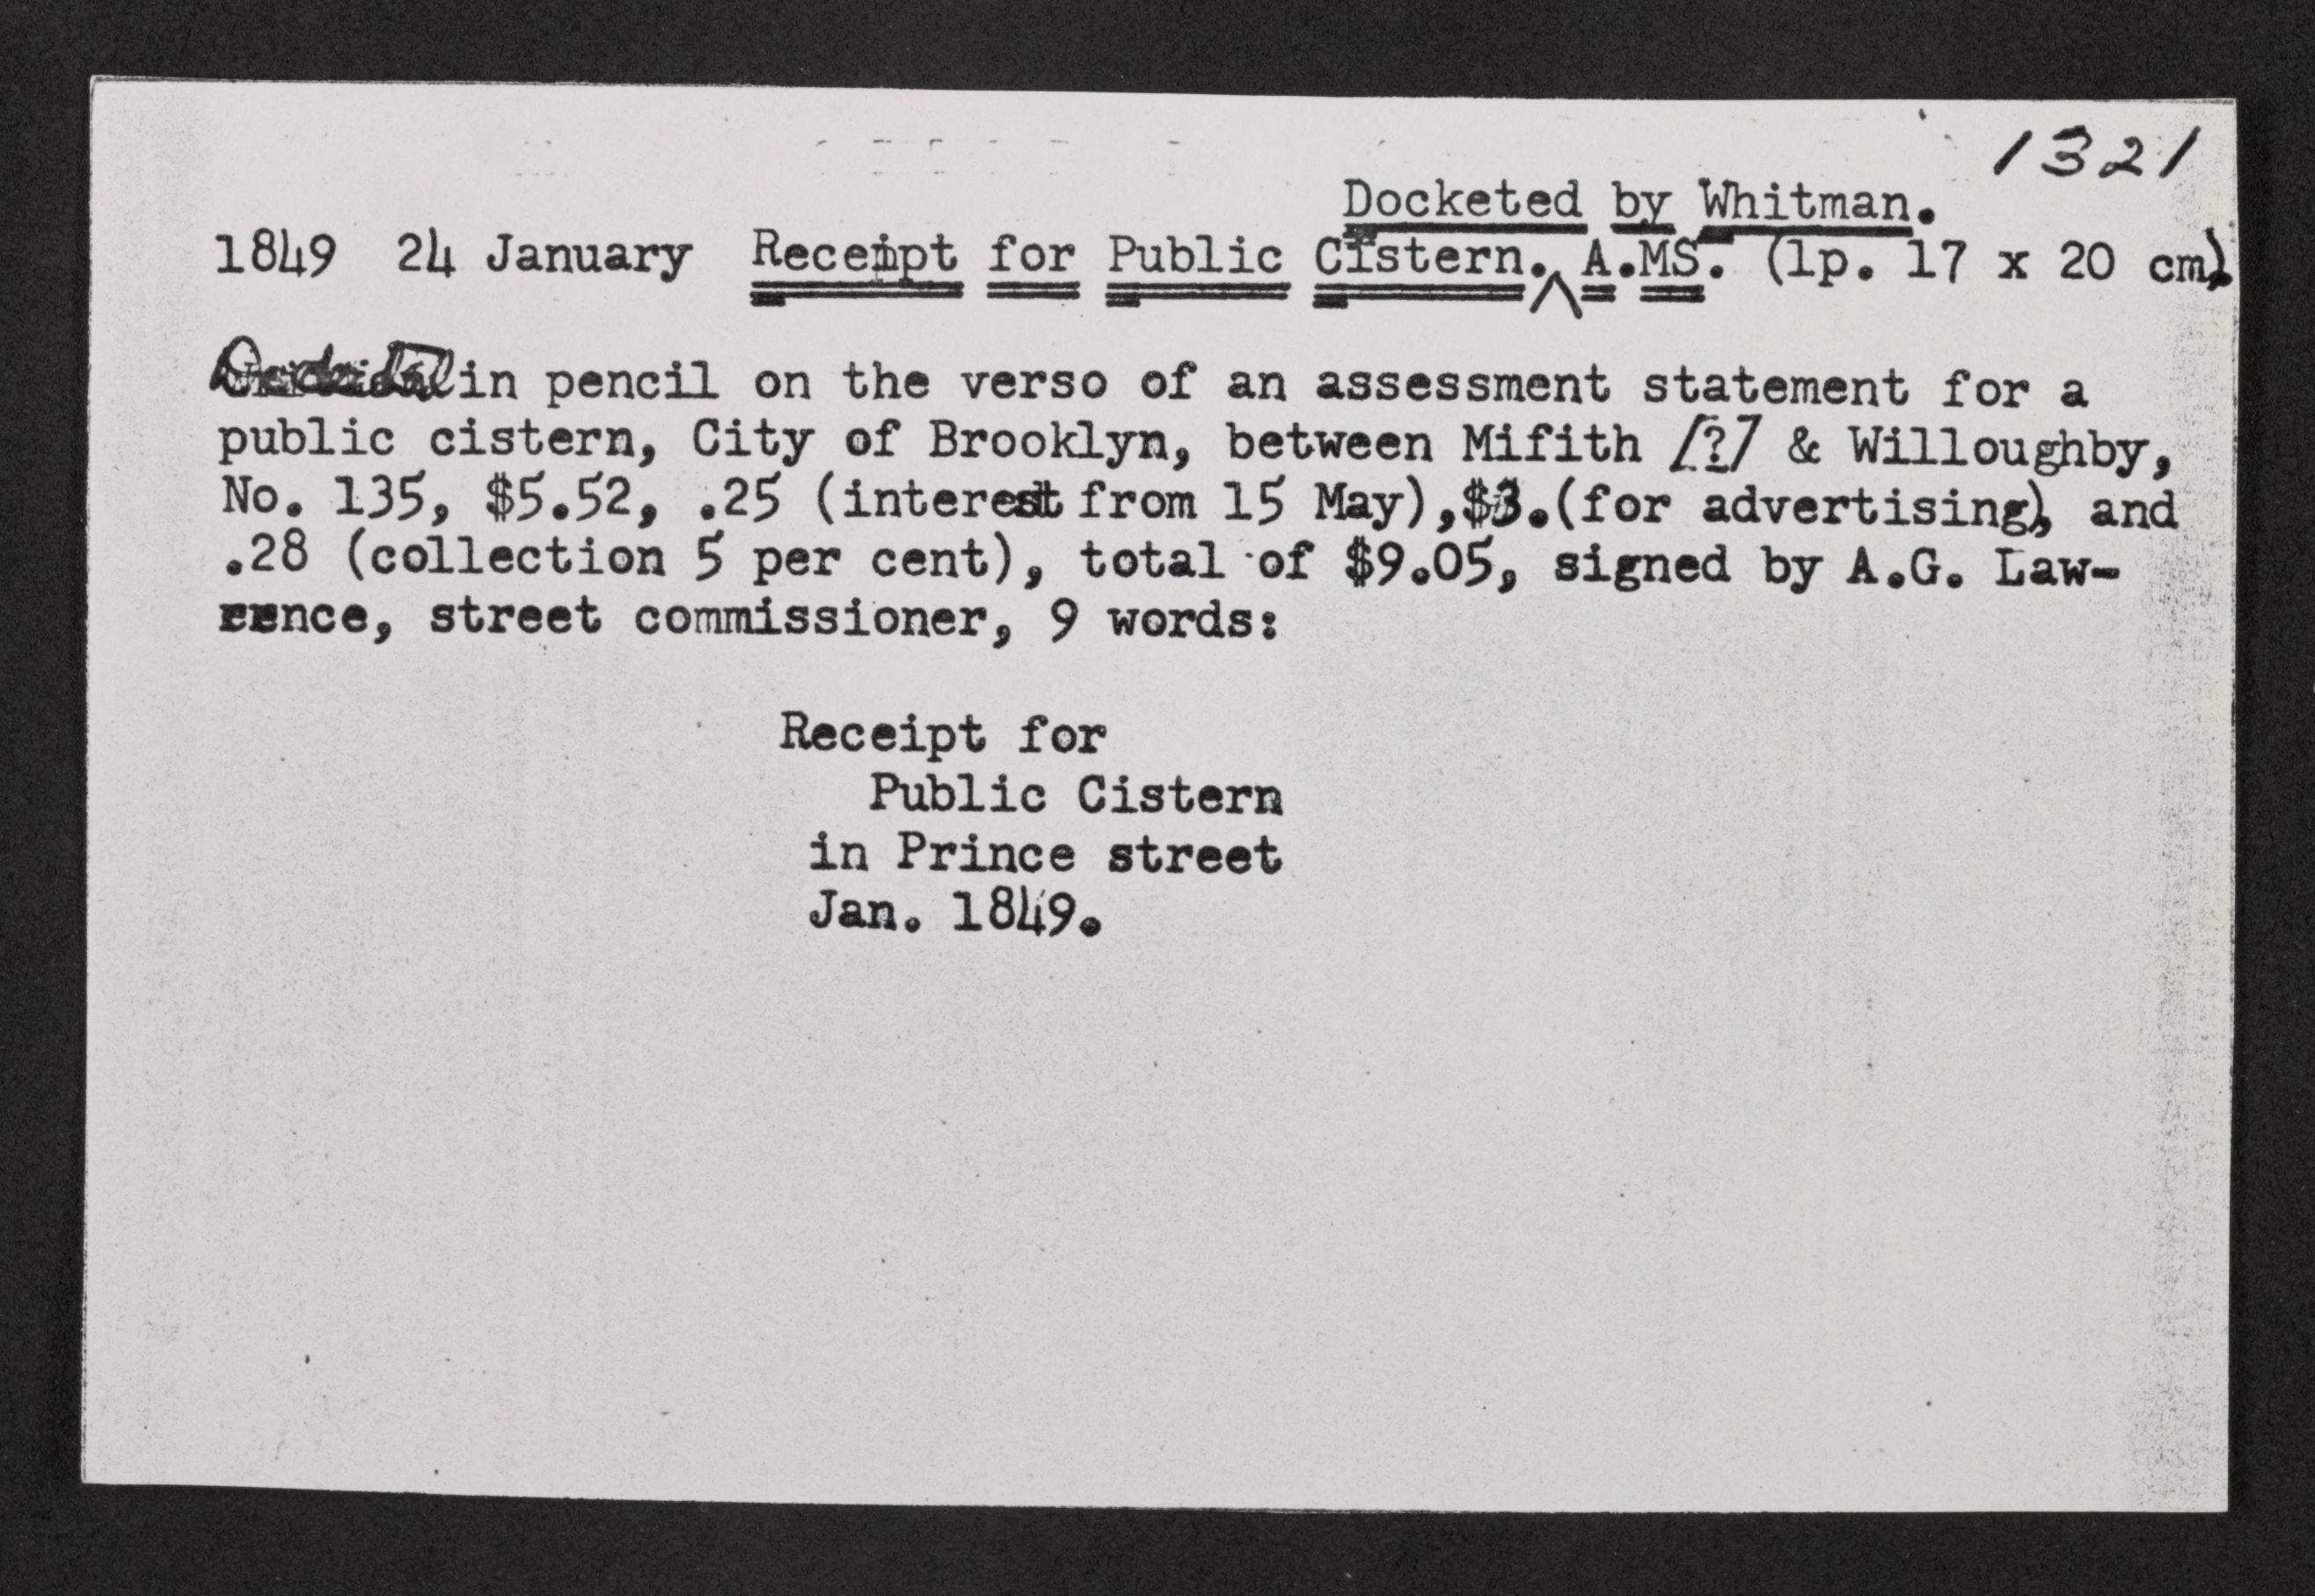 1321
Docketed by Whitman.
1849 24 January Receipt for Public Cistern. A.MS. (1p. 17 x 20 cm).
in pencil on the verso of an assessment statement for a
public cistern, City of Brooklyn, between Mifith [?] & Willoughby,
No. 135, $5.52, .25 (interest from 15 May), $3. (for advertising), and
.28 (collection 5 per cent), total of $9.05, signed by A.G. Law-
rence, street commissioner, 9 words:
Receipt for
Public Cistern
in Prince street
Jan. 1849.